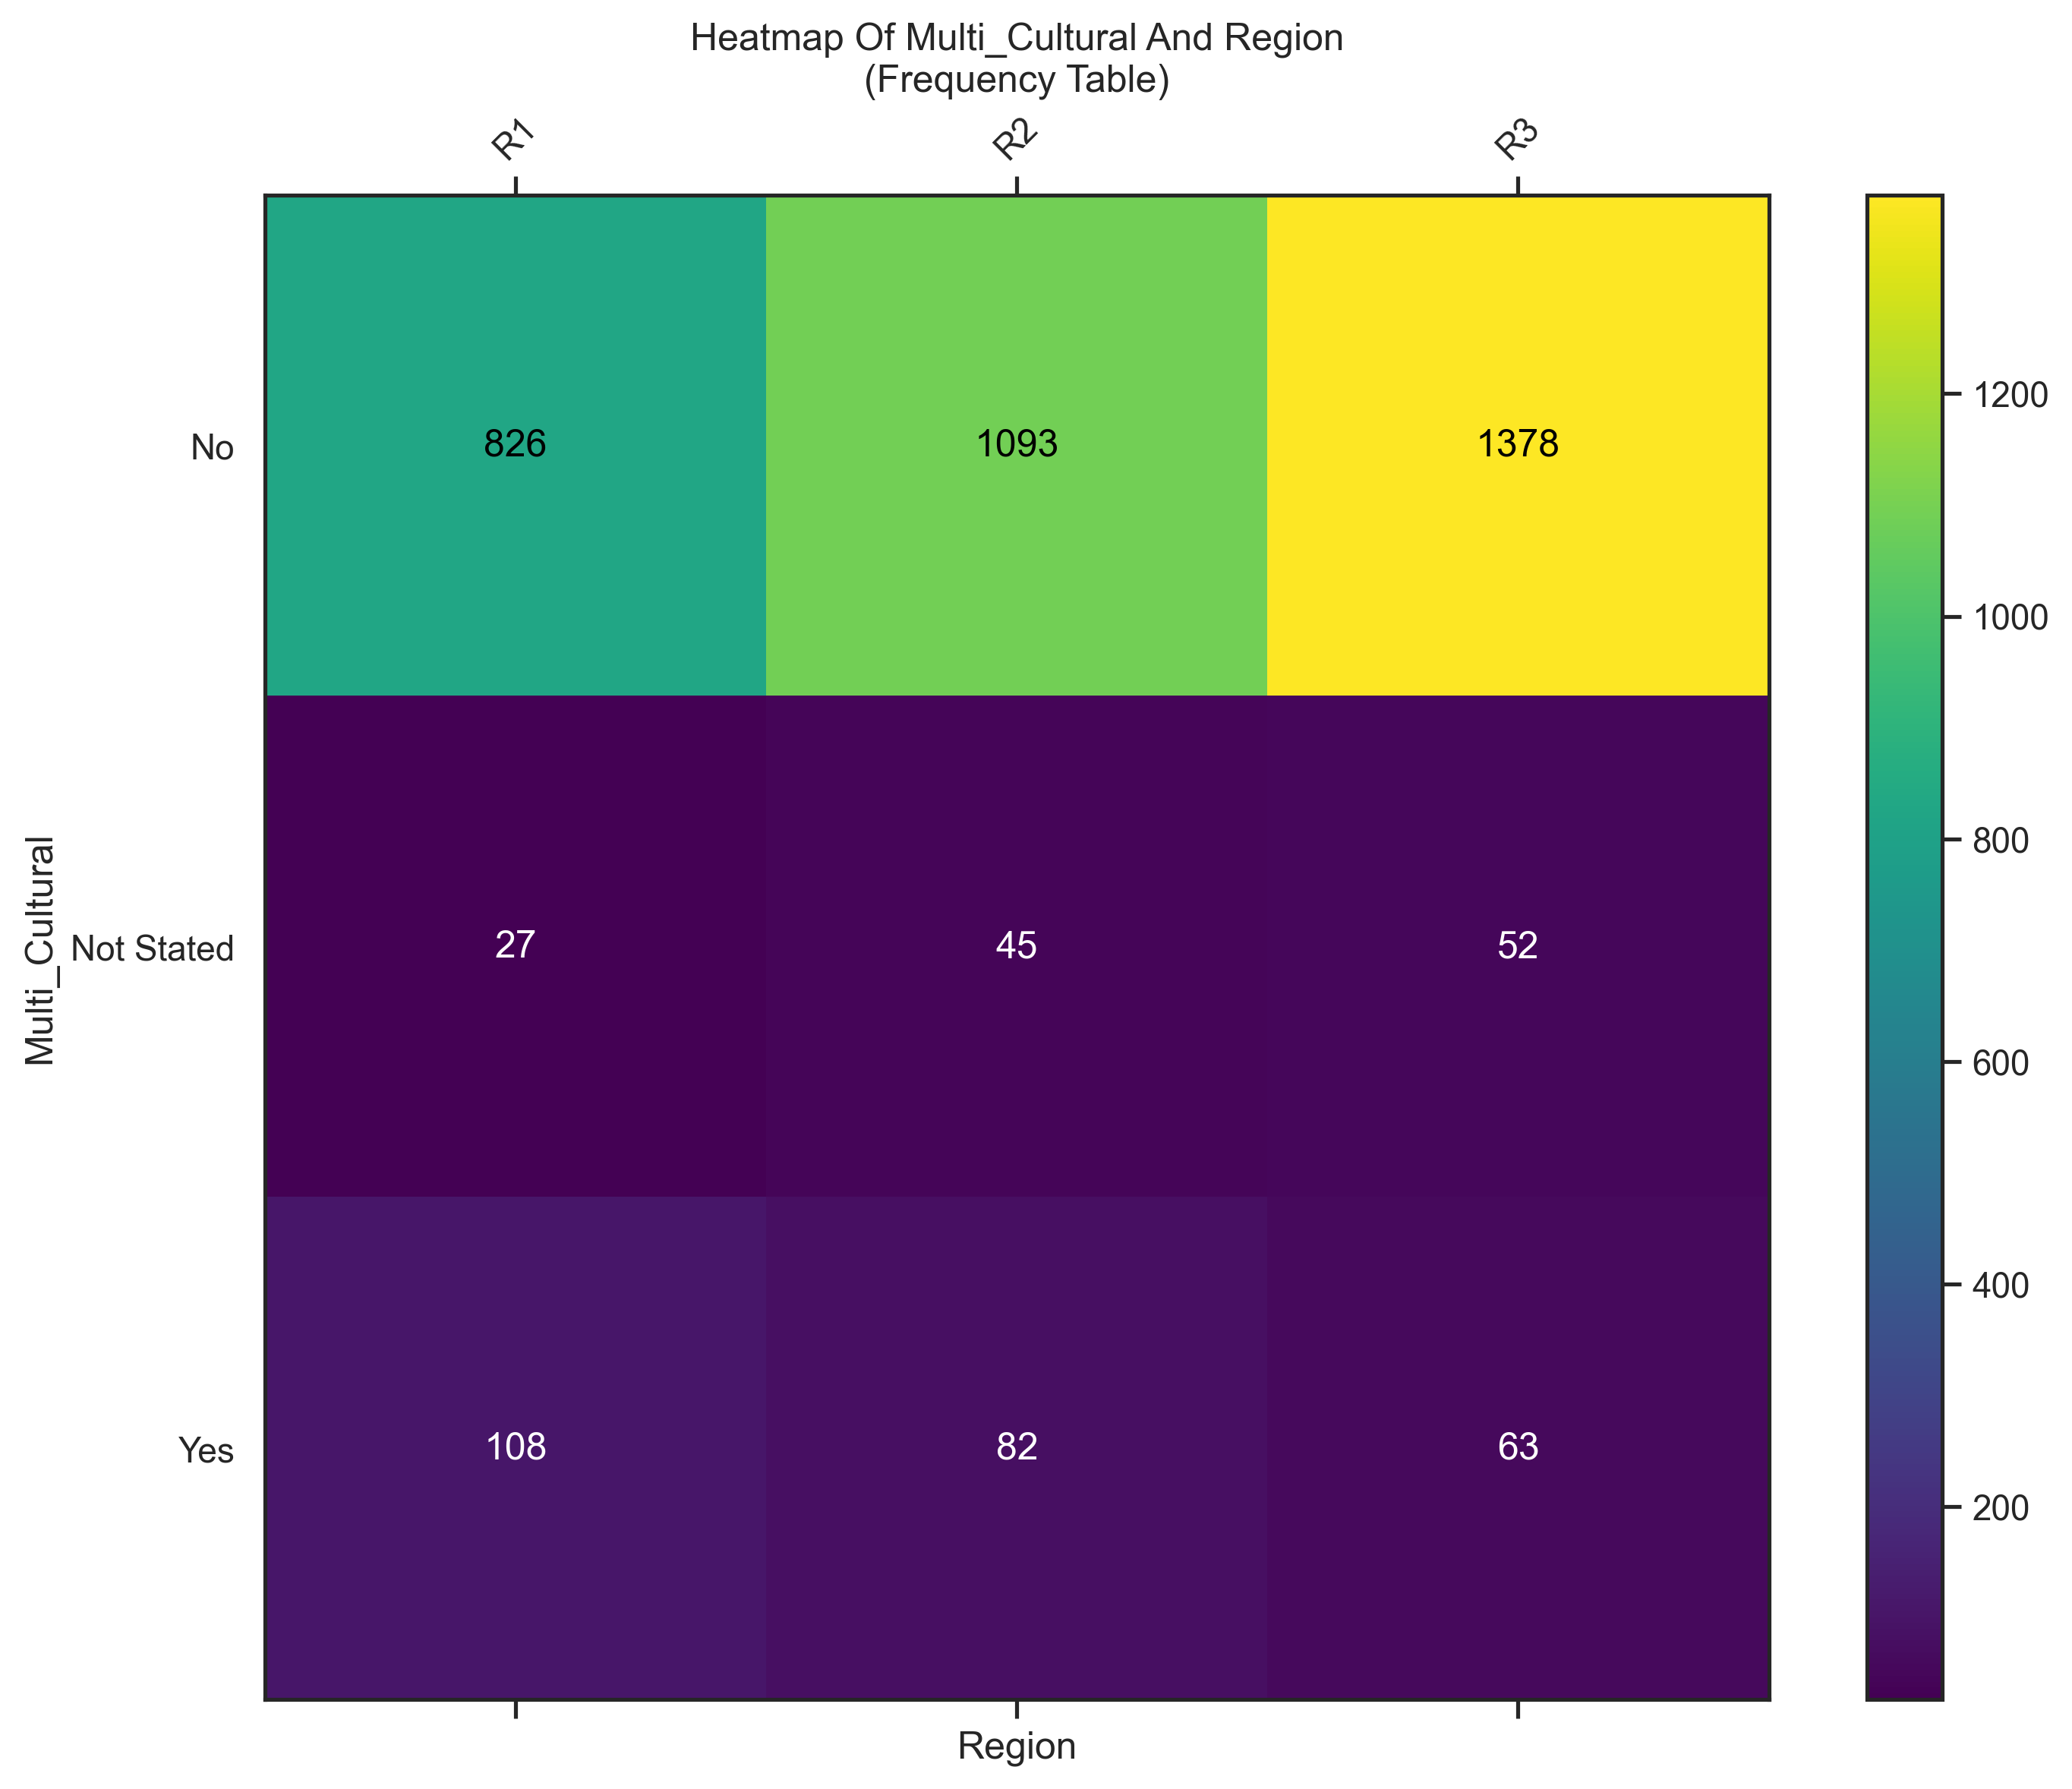 Heatmap Of Multi_Cultural And Region
(Frequency Table)
R1 R2 R3
No 826 1093 1378
Not Stated 27 45 52
Yes 108 82 63
Multi_Cultural
Region
1200
1000
800
600
400
200